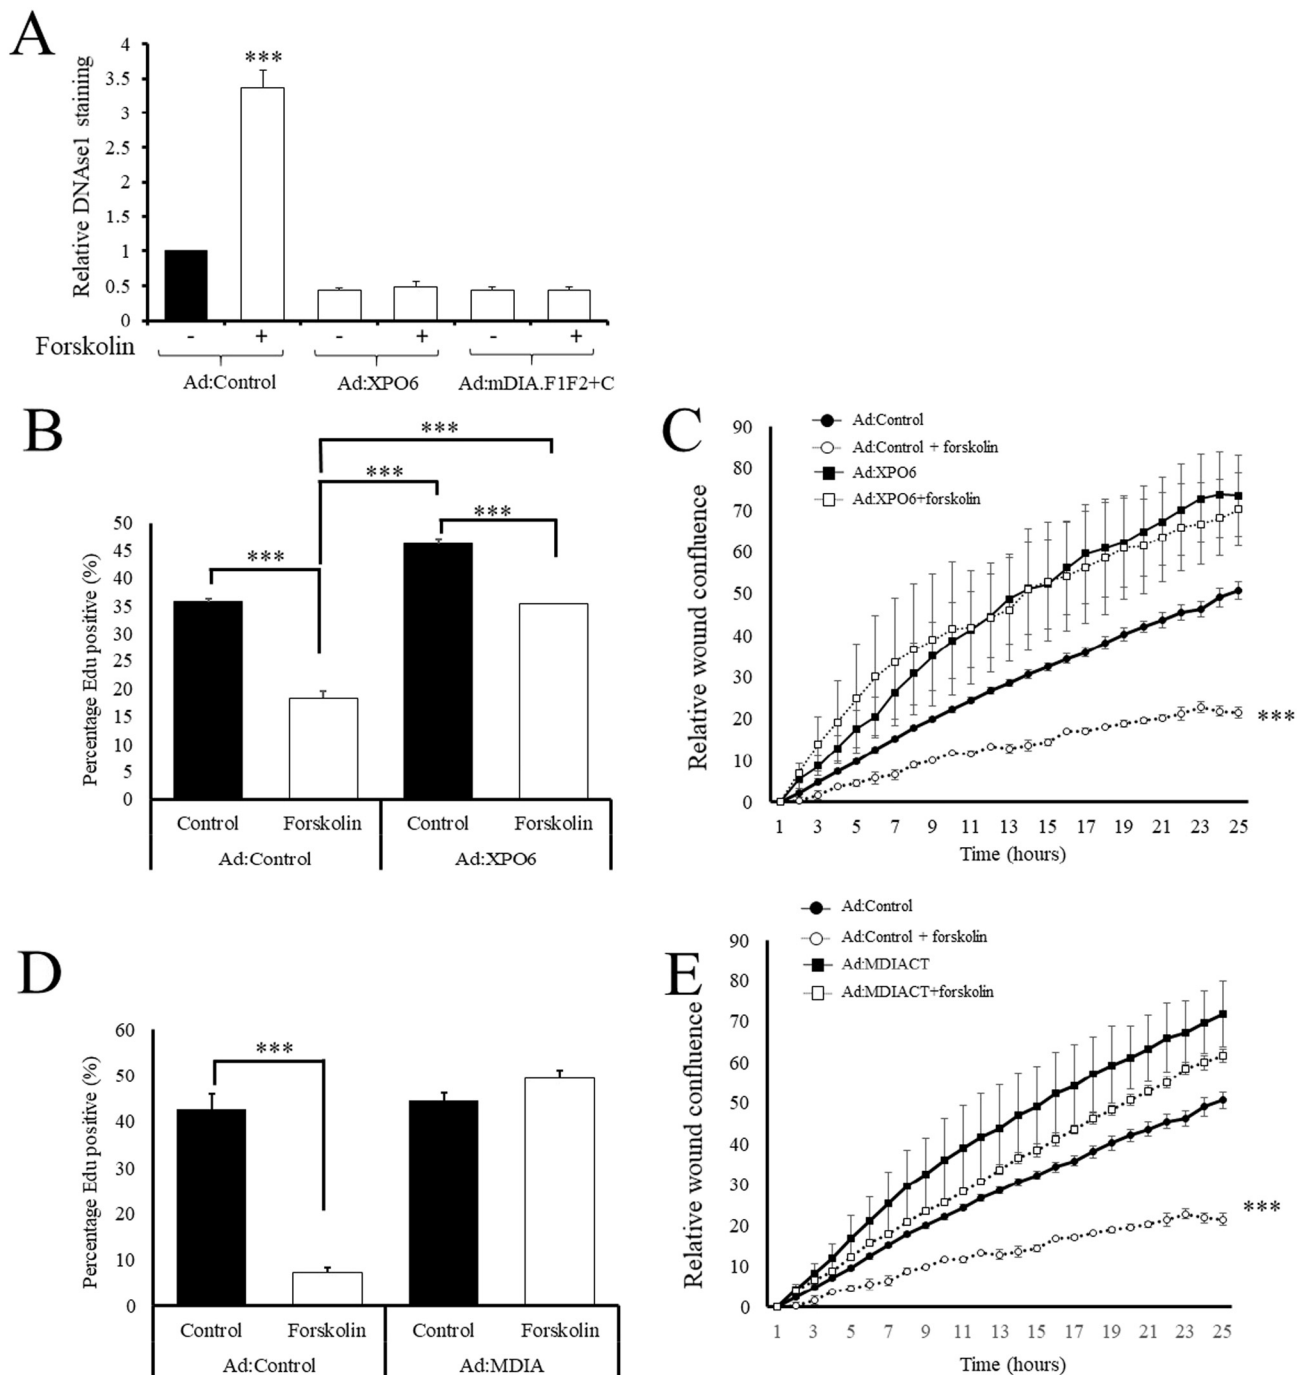 A
Relative DNAse1 staining
4
3.5
3
2.5
2
1.5
1
0.5
0
***
Forskolin - + - + - +
Ad:Control Ad:XPO6 Ad:mDIA.F1F2+C
B
Percentage Edu positive (%)
50
45
40
35
30
25
20
15
10
5
0
***
***
***
***
Control Forskolin Control Forskolin
Ad:Control Ad:XPO6
C
Relative wound confluence
Ad:Control
Ad:Control + forskolin
Ad:XPO6
Ad:XPO6+forskolin
90
80
70
60
50
40
30
20
10
0
***
1 3 5 7 9 11 13 15 17 19 21 23 25
Time (hours)
D
Percentage Edu positive (%)
60
50
40
30
20
10
0
***
Control Forskolin Control Forskolin
Ad:Control Ad:MDIA
E
Relative wound confluence
Ad:Control
Ad:Control + forskolin
Ad:MDIACT
Ad:MDIACT+forskolin
90
80
70
60
50
40
30
20
10
0
***
1 3 5 7 9 11 13 15 17 19 21 23 25
Time (hours)